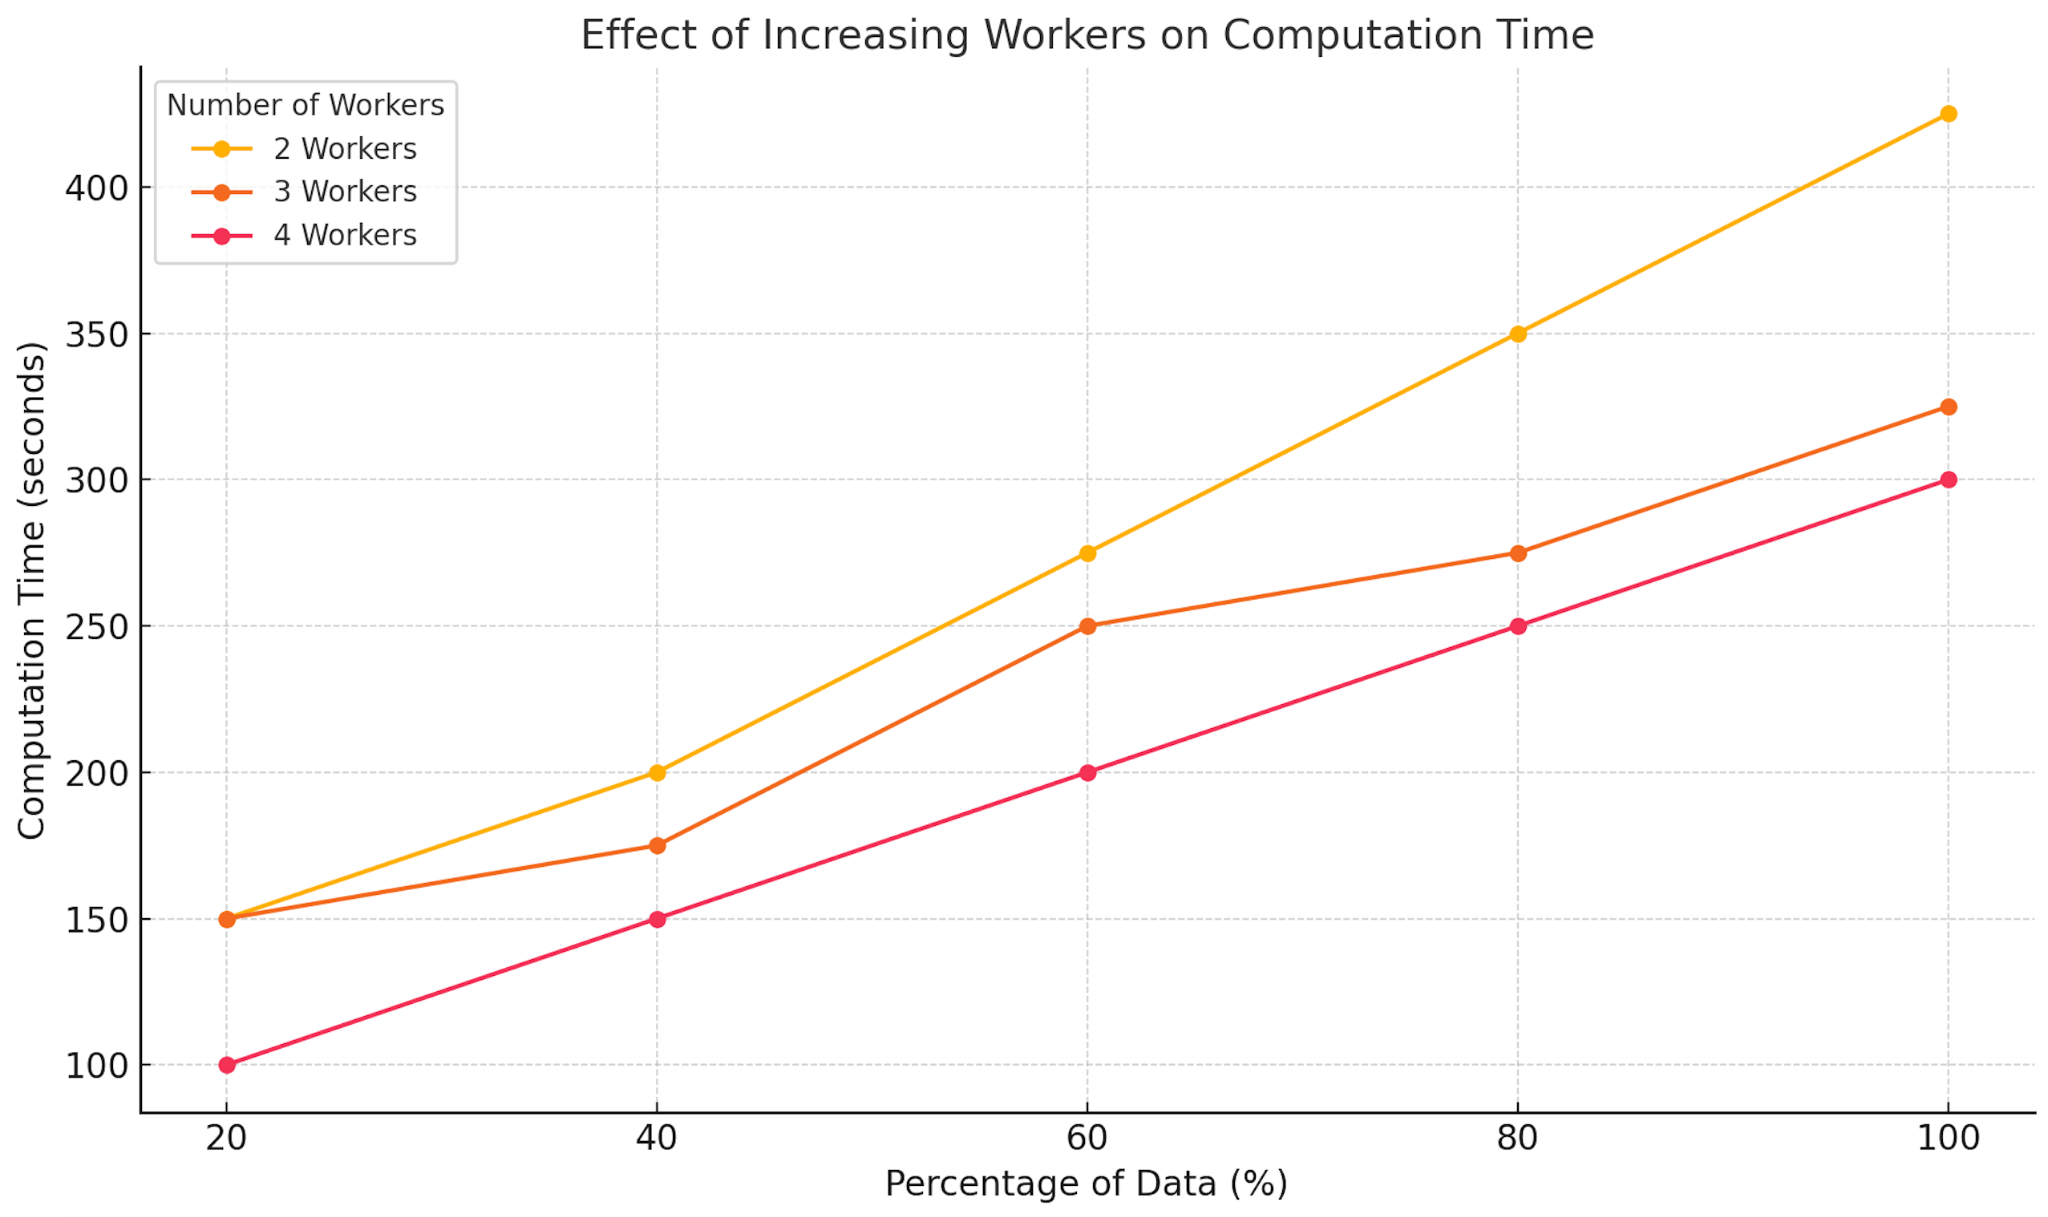 Effect of Increasing Workers on Computation Time
Number of Workers
2 Workers
3 Workers
4 Workers
Computation Time (seconds)
400
350
300
250
200
150
100
20 40 60 80 100
Percentage of Data (%)